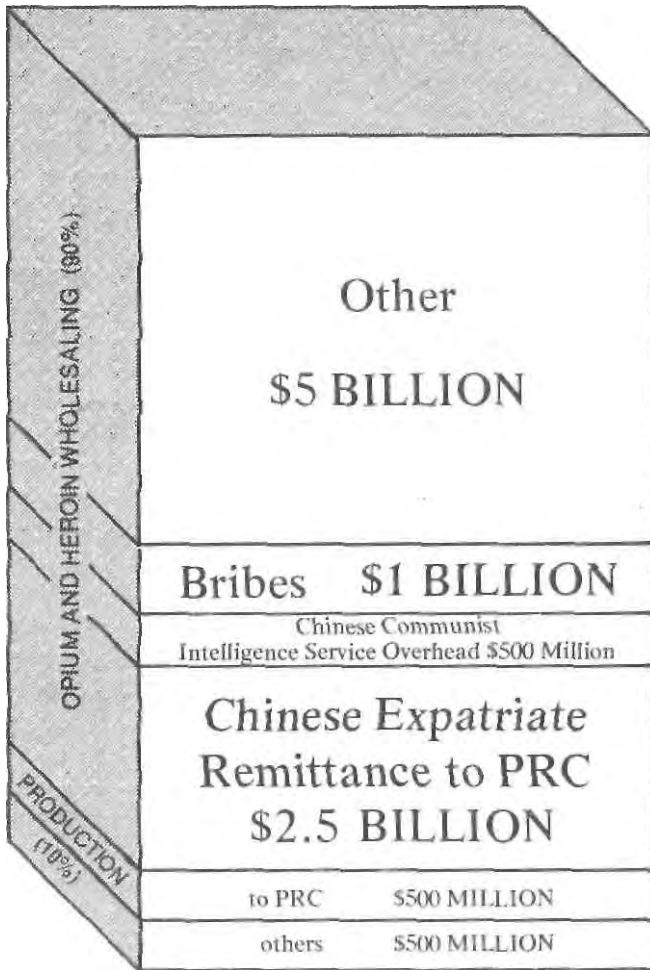 OPIUM AND HEROIN WHOLESALING (90%)
Other
$5 BILLION
Bribes $1 BILLION
Chinese Communist
Intelligence Service Overhead $500 Million
Chinese Expatriate
Remittance to PRC
$2.5 BILLION
PRODUCTION
(10%)
to PRC $500 MILLION
others $500 MILLION